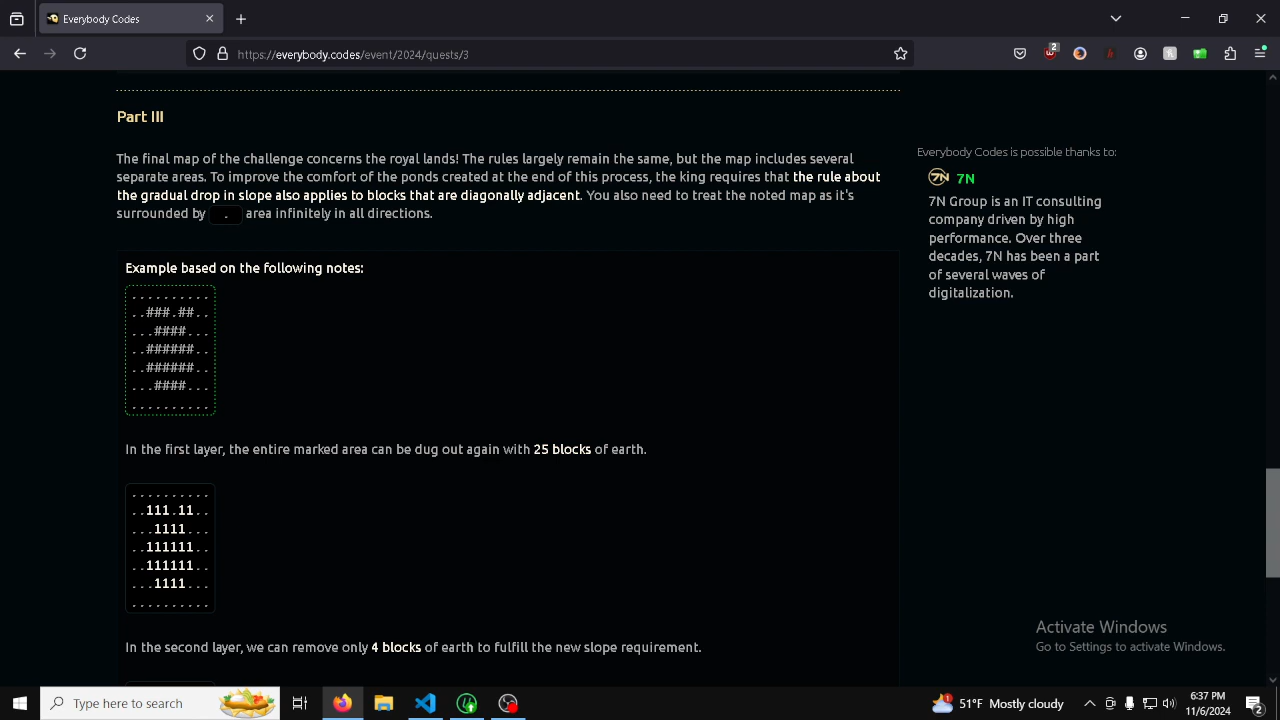 Everybody Codes
https://everybody.codes/event/2024/quests/3
2
Part III
The final map of the challenge concerns the royal lands! The rules largely remain the same, but the map includes several
separate areas. To improve the comfort of the ponds created at the end of this process, the king requires that the rule about
the gradual drop in slope also applies to blocks that are diagonally adjacent. You also need to treat the noted map as it's
surrounded by . area infinitely in all directions.
Everybody Codes is possible thanks to:
7N
7N Group is an IT consulting
company driven by high
performance. Over three
decades, 7N has been a part
of several waves of
digitalization.
Example based on the following notes:
..........
..###.##..
...####...
..######..
..######..
...####...
..........
In the first layer, the entire marked area can be dug out again with 25 blocks of earth.
..........
..111.11..
...1111...
..111111..
..111111..
...1111...
..........
In the second layer, we can remove only 4 blocks of earth to fulfill the new slope requirement.
Activate Windows
Go to Settings to activate Windows.
Type here to search
51°F Mostly cloudy
6:37 PM
11/6/2024
2